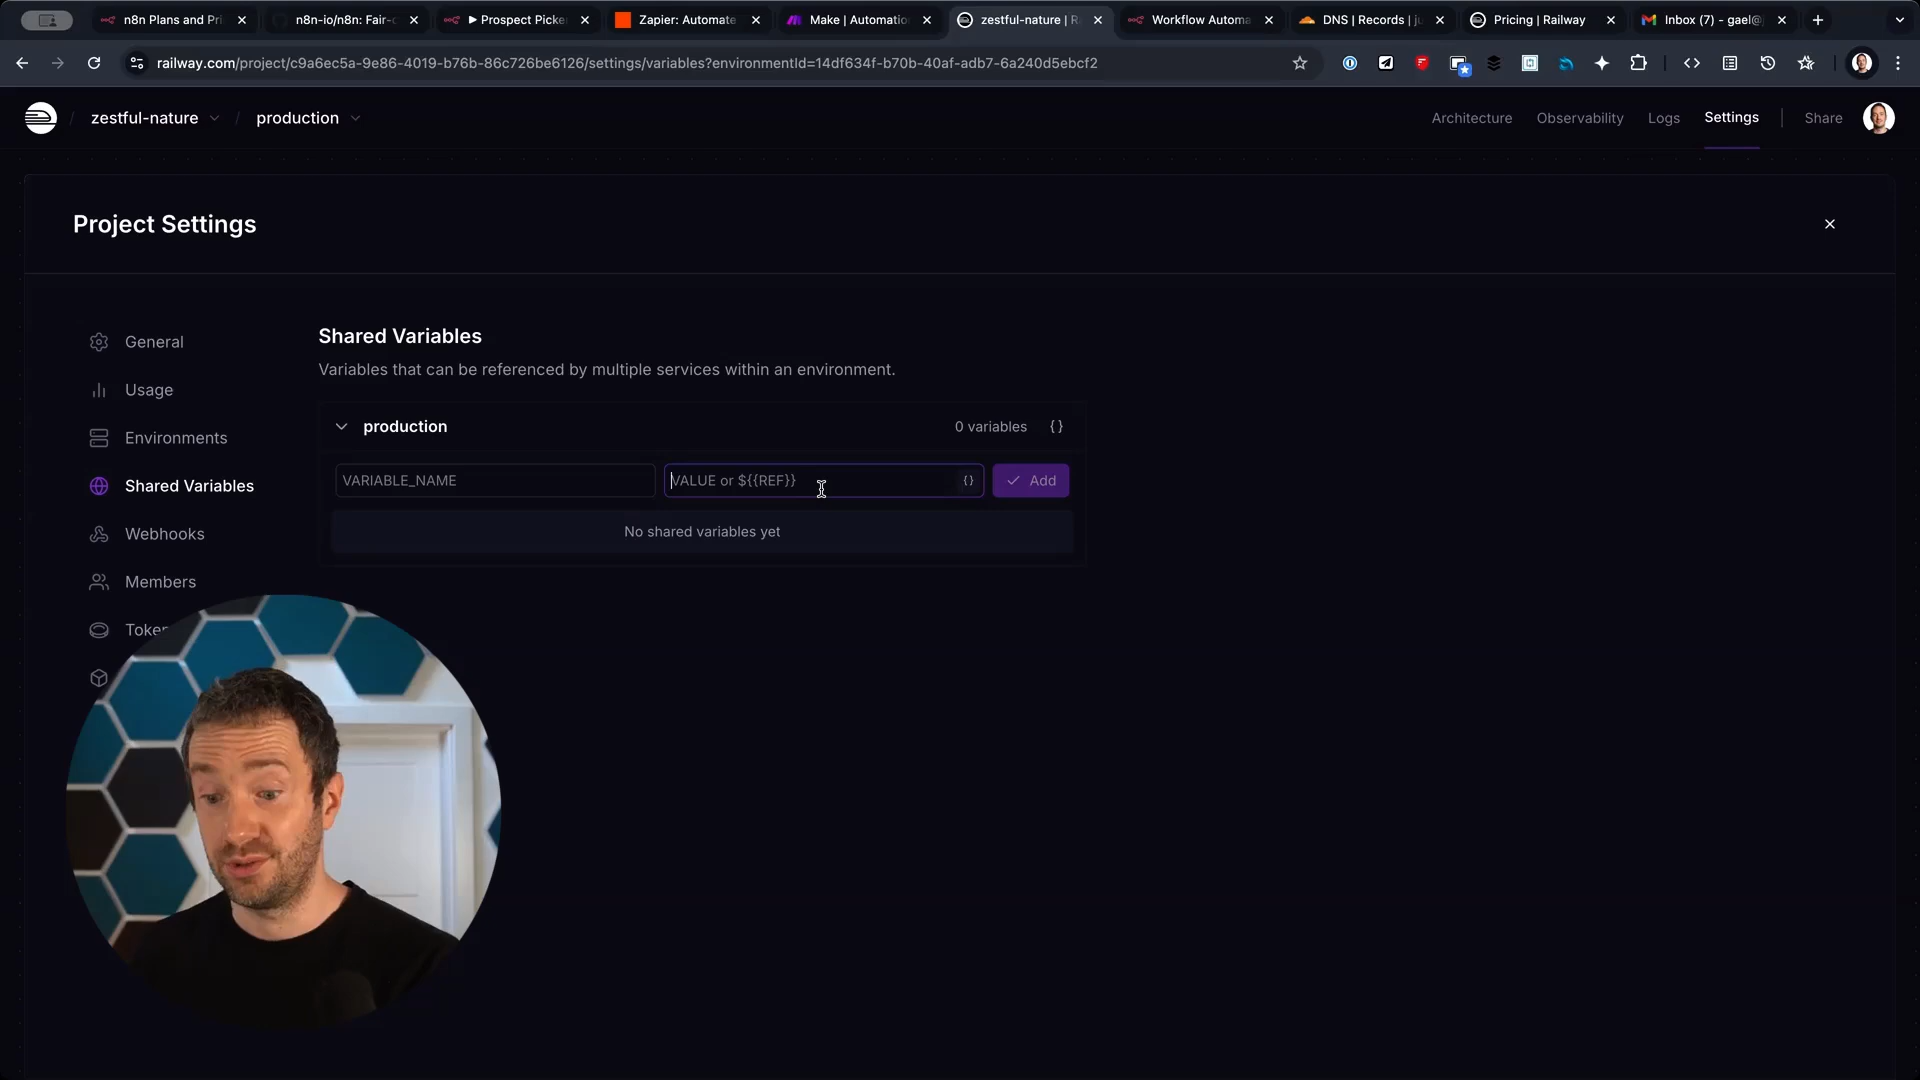 n8n Plans and Pri
n8n-io/n8n: Fair-c
Prospect Picke
Zapier: Automate
Make | Automatio
zestful-nature | R
Workflow Automa
DNS | Records | ju
Pricing | Railway
Inbox (7) - gael@
railway.com/project/c9a6ec5a-9e86-4019-b76b-86c726be6126/settings/variables?environmentId=14df634f-b70b-40af-adb7-6a240d5ebcf2
/ zestful-nature / production
Architecture
Observability
Logs
Settings
Share
Project Settings
General
Usage
Environments
Shared Variables
Webhooks
Members
Token
Shared Variables
Variables that can be referenced by multiple services within an environment.
production
0 variables {}
VARIABLE_NAME
VALUE or ${{REF}}
{}
Add
No shared variables yet